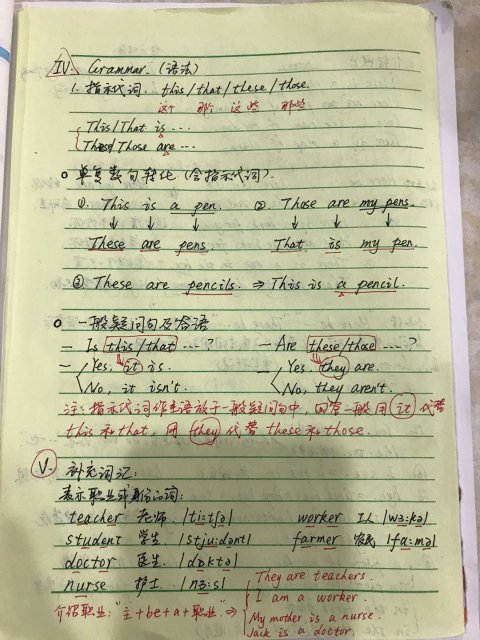 IV. Grammar. (语法)
1. 指示代词: this / that / these / those.
这个 那个 这些 那些
This / That is ...
These / Those are ...
单复数句转化 (含指示代词).
①. This is a pen. ② Those are my pens.
↓ ↓ ↓ ↓ ↓ ↓
These are pens. That is my pen.
③ These are pencils. ⇒ This is a pencil.
一般疑问句及答语
— Is this / that ...? — Are these / those ...?
— Yes, it is. — Yes, they are.
No, it isn't. No, they aren't.
注: 指示代词作主语放于一般疑问句中, 回答一般用 it 代替
this 和 that, 用 they 代替 these 和 those.
V. 补充词汇:
表示职业或身份的词:
teacher 老师 |ti:tʃə| worker 工人 |wɜ:kə|
student 学生 |stju:dənt| farmer 农民 |fa:mə|
doctor 医生 |dɒktə|
nurse 护士 |nɜ:s|
They are teachers.
I am a worker.
介绍职业: "主+be+a+职业." ⇒ My mother is a nurse.
Jack is a doctor.